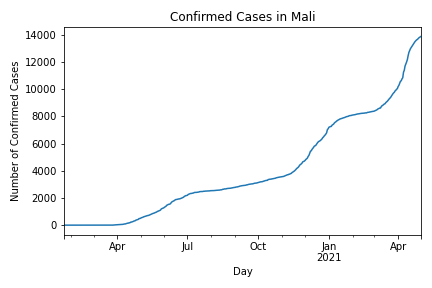 Confirmed Cases in Mali
14000
12000
10000
8000
6000
4000
2000
0
Number of Confirmed Cases
Apr
Jul
Oct
Jan
2021
Apr
Day